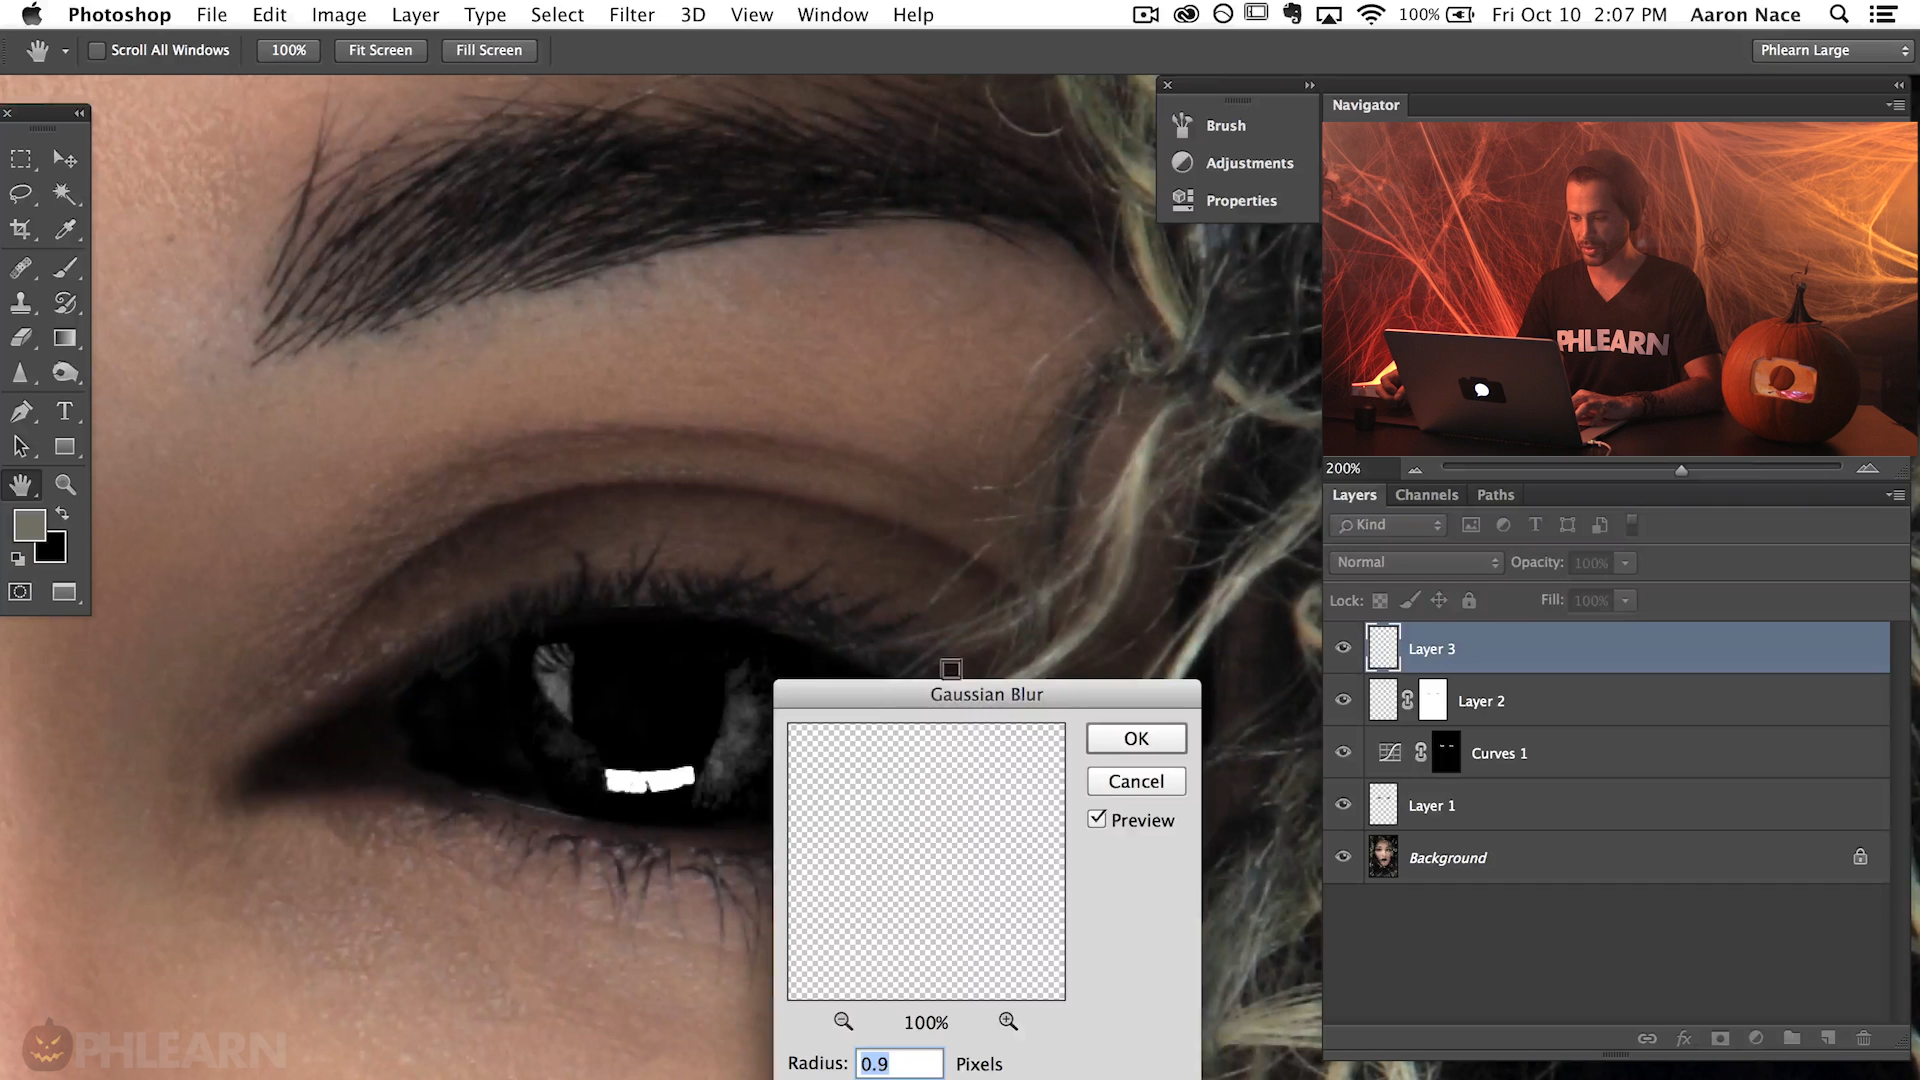 Photoshop File Edit Image Layer Type Select Filter 3D View Window Help 100% Fri Oct 10 2:07 PM Aaron Nace
Scroll All Windows 100% Fit Screen Fill Screen Phlearn Large
Navigator
Brush
Adjustments
Properties
PHLEARN
200%
Layers Channels Paths
Kind
Normal Opacity: 100%
Lock: Fill: 100%
Layer 3
Layer 2
Curves 1
Layer 1
Background
Gaussian Blur
OK
Cancel
Preview
100%
Radius: 0.9 Pixels
PHLEARN